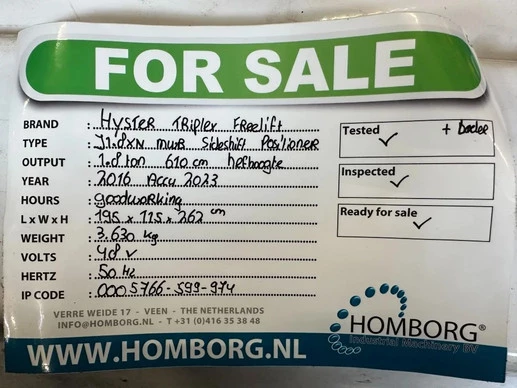 FOR SALE
BRAND : HYSTER Triplex Freelift
TYPE : J1.8XN MWB Sideshift Positioner
OUTPUT : 1.8 ton 610 cm hefhoogte
YEAR : 2016 Accu 2023
HOURS : goodworking
L x W x H : 195 x 115 x 262 cm
WEIGHT : 3.630 kg
VOLTS : 48 V
HERTZ : 50 Hz
IP CODE : 000 5766-599-974
Tested ✓ + Lader
Inspected ✓
Ready for sale ✓
VERRE WEIDE 17 - VEEN - THE NETHERLANDS
INFO@HOMBORG.NL - T +31 (0)416 35 38 48
WWW.HOMBORG.NL
HOMBORG®
Industrial Machinery BV